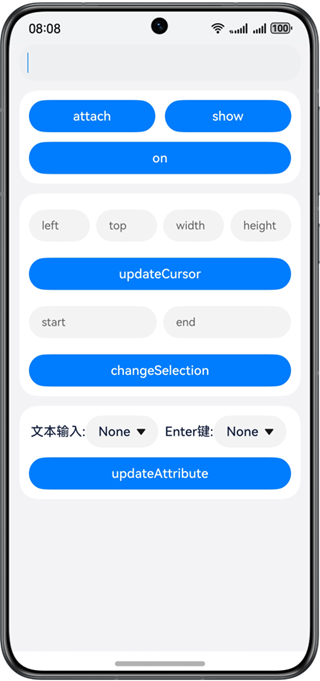 08:08 100
attach show
on
left top width height
updateCursor
start end
changeSelection
文本输入: None Enter键: None
updateAttribute